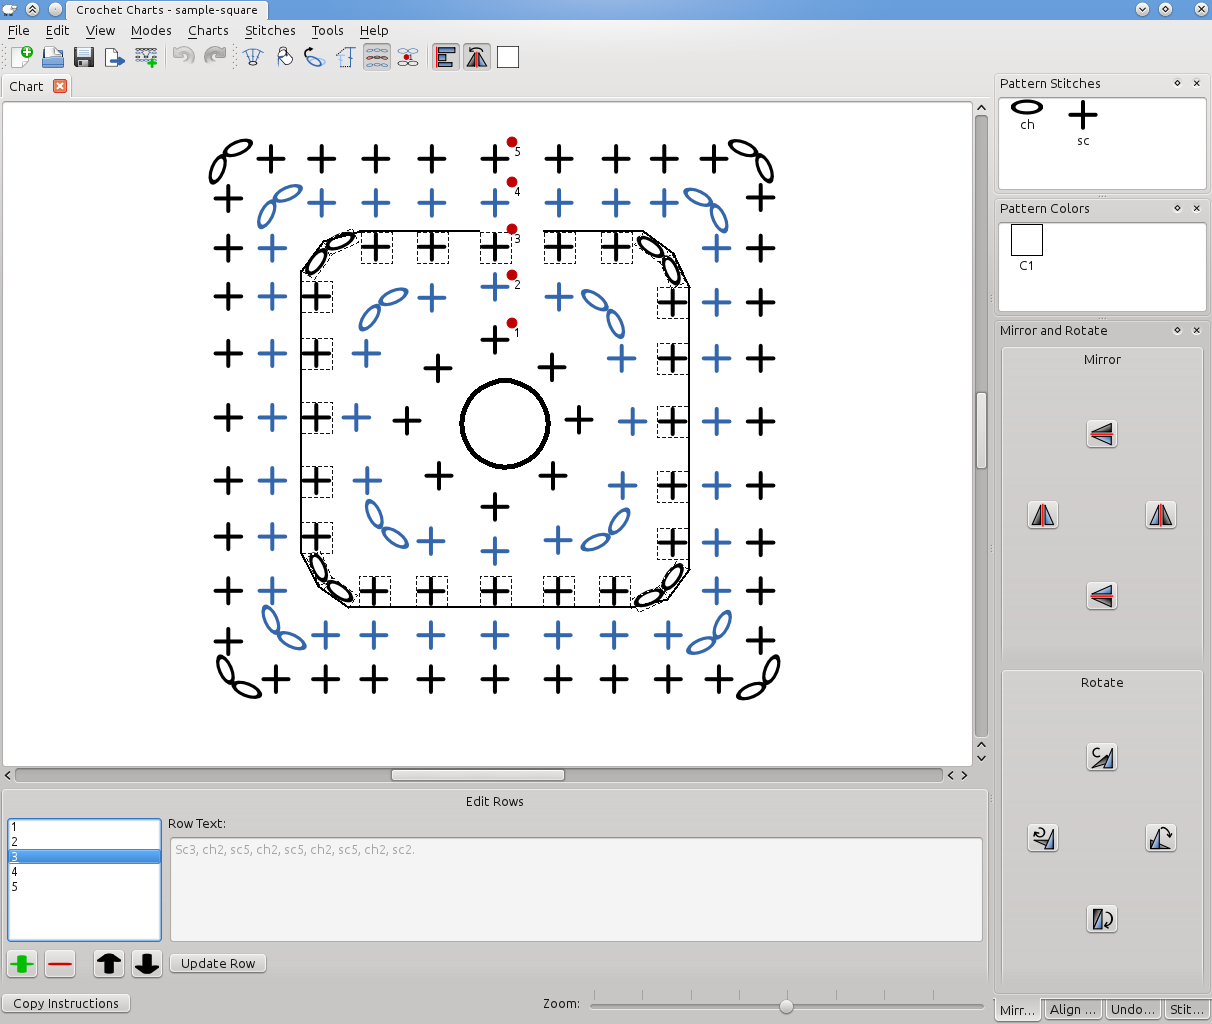 Crochet Charts - sample-square
File Edit View Modes Charts Stitches Tools Help
Chart
5
4
3
2
1
Pattern Stitches
ch
sc
Pattern Colors
C1
Mirror and Rotate
Mirror
Rotate
C
Edit Rows
1
2
3
4
5
Row Text:
Sc3, ch2, sc5, ch2, sc5, ch2, sc5, ch2, sc2.
Update Row
Copy Instructions
Zoom:
Mirr... Align ... Undo... Stit...